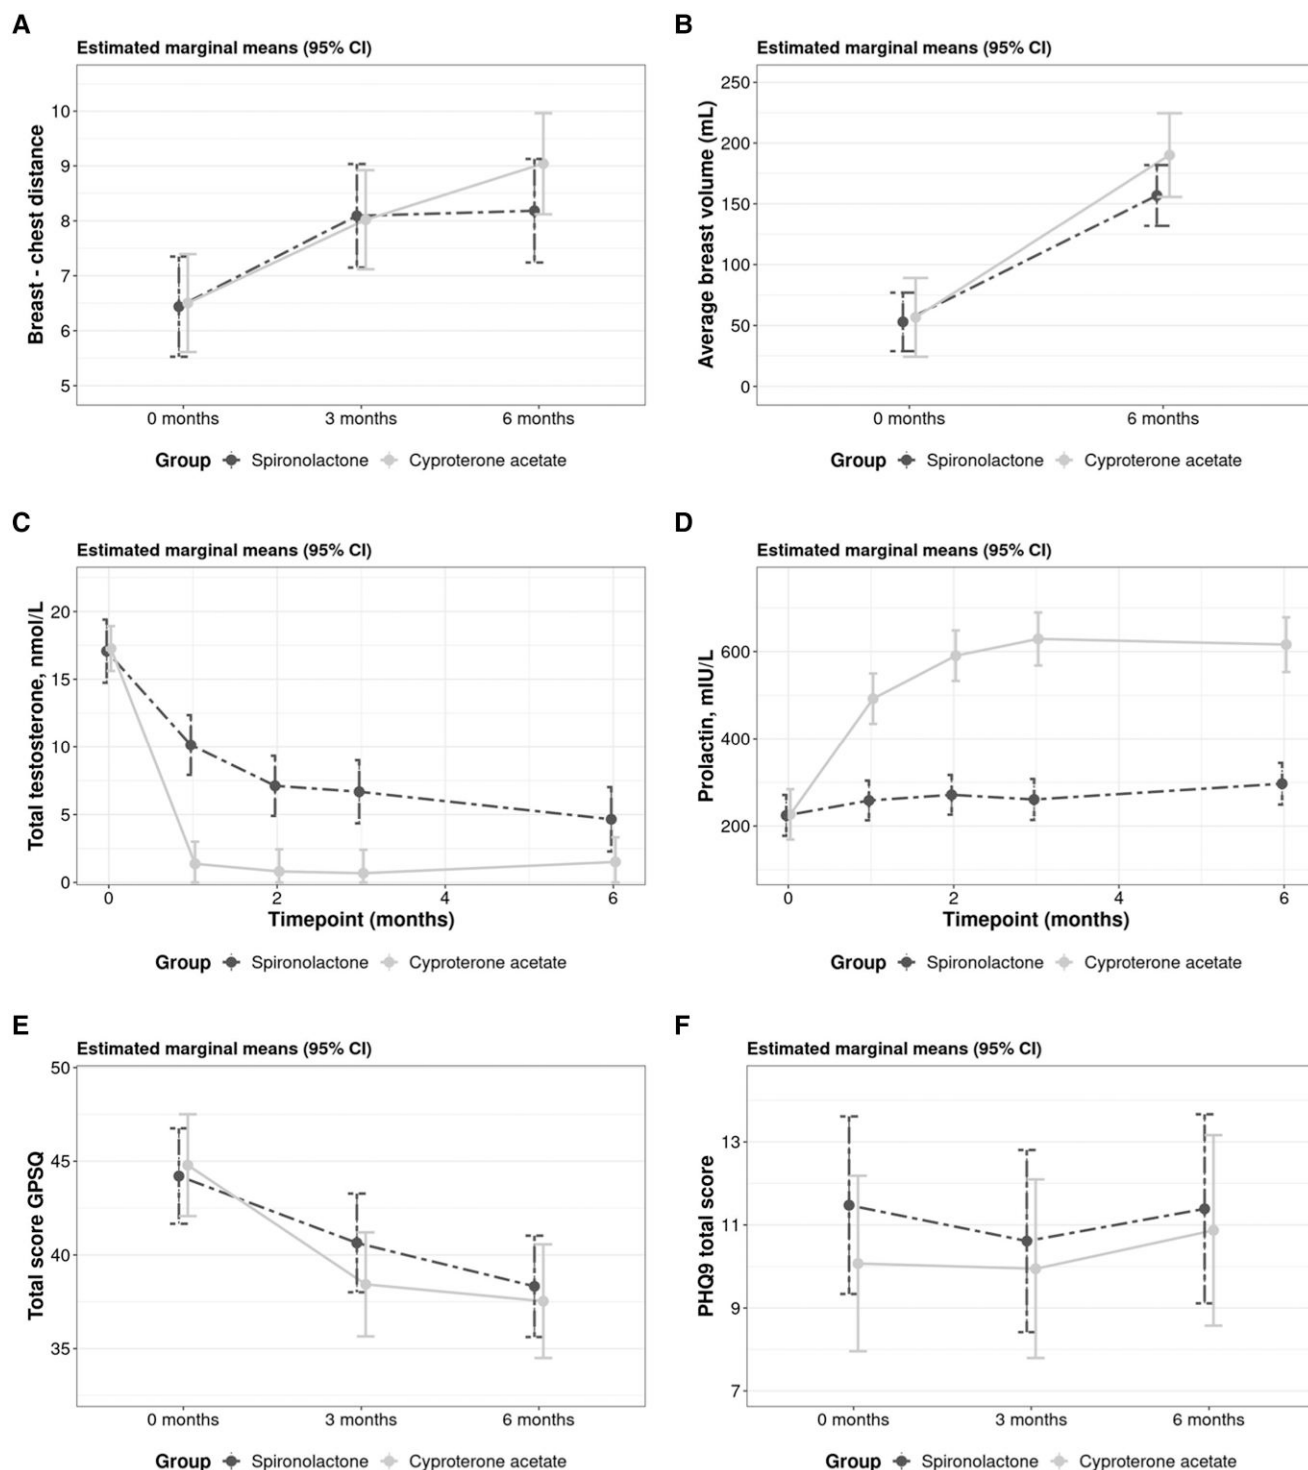 A
Estimated marginal means (95% CI)
Breast - chest distance
10
9
8
7
6
5
0 months 3 months 6 months
Group Spironolactone Cyproterone acetate
B
Estimated marginal means (95% CI)
Average breast volume (mL)
250
200
150
100
50
0
0 months 6 months
Group Spironolactone Cyproterone acetate
C
Estimated marginal means (95% CI)
Total testosterone, nmol/L
20
15
10
5
0
0 2 4 6
Timepoint (months)
Group Spironolactone Cyproterone acetate
D
Estimated marginal means (95% CI)
Prolactin, mIU/L
600
400
200
0 2 4 6
Timepoint (months)
Group Spironolactone Cyproterone acetate
E
Estimated marginal means (95% CI)
Total score GPSQ
50
45
40
35
0 months 3 months 6 months
Group Spironolactone Cyproterone acetate
F
Estimated marginal means (95% CI)
PHQ9 total score
13
11
9
7
0 months 3 months 6 months
Group Spironolactone Cyproterone acetate